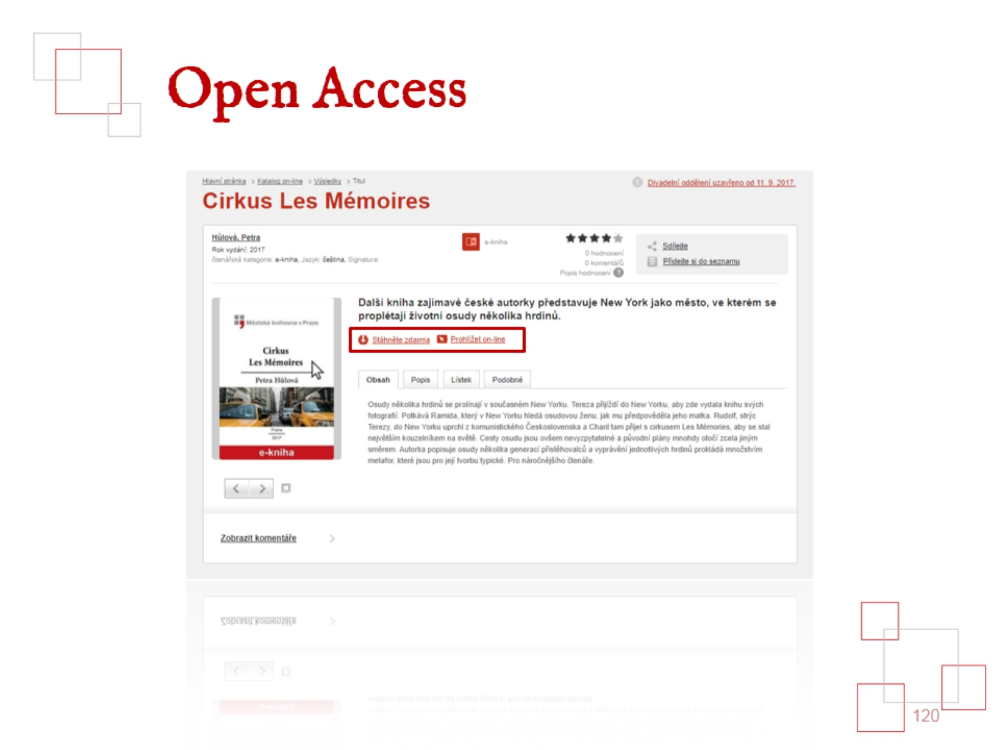 Open Access
Hlavní stránka > Katalog on-line > Výsledky > Titul
Divadelní oddělení uzavřeno od 11. 9. 2017.
Cirkus Les Mémoires
Hůlová, Petra
Rok vydání: 2017
čtenářská kategorie: e-kniha, Jazyk: čeština, Signatura:
e-kniha
0 hodnocení
0 komentářů
Popis hodnocení ?
Sdílejte
Přidejte si do seznamu
Městská knihovna v Praze
Cirkus
Les Mémoires
Petra Hůlová
Praha
2017
e-kniha
Další kniha zajímavé české autorky představuje New York jako město, ve kterém se
proplétají životní osudy několika hrdinů.
Stáhněte zdarma Prohlížet on-line
Obsah Popis Lístek Podobné
Osudy několika hrdinů se prolínají v současném New Yorku. Tereza přijíždí do New Yorku, aby zde vydala knihu svých
fotografií. Potkává Ramida, který v New Yorku hledá osudovou ženu, jak mu předpověděla jeho matka. Rudolf, strýc
Terezy, do New Yorku uprchl z komunistického Československa a Charil tam přijel s cirkusem Les Mémories, aby se stal
největším kouzelníkem na světě. Cesty osudu jsou ovšem nevyzpytatelné a původní plány mnohdy otočí zcela jiným
směrem. Autorka popisuje osudy několika generací přistěhovalců a vyprávění jednotlivých hrdinů prokládá množstvím
metafor, které jsou pro její tvorbu typické. Pro náročnějšího čtenáře.
Zobrazit komentáře
120